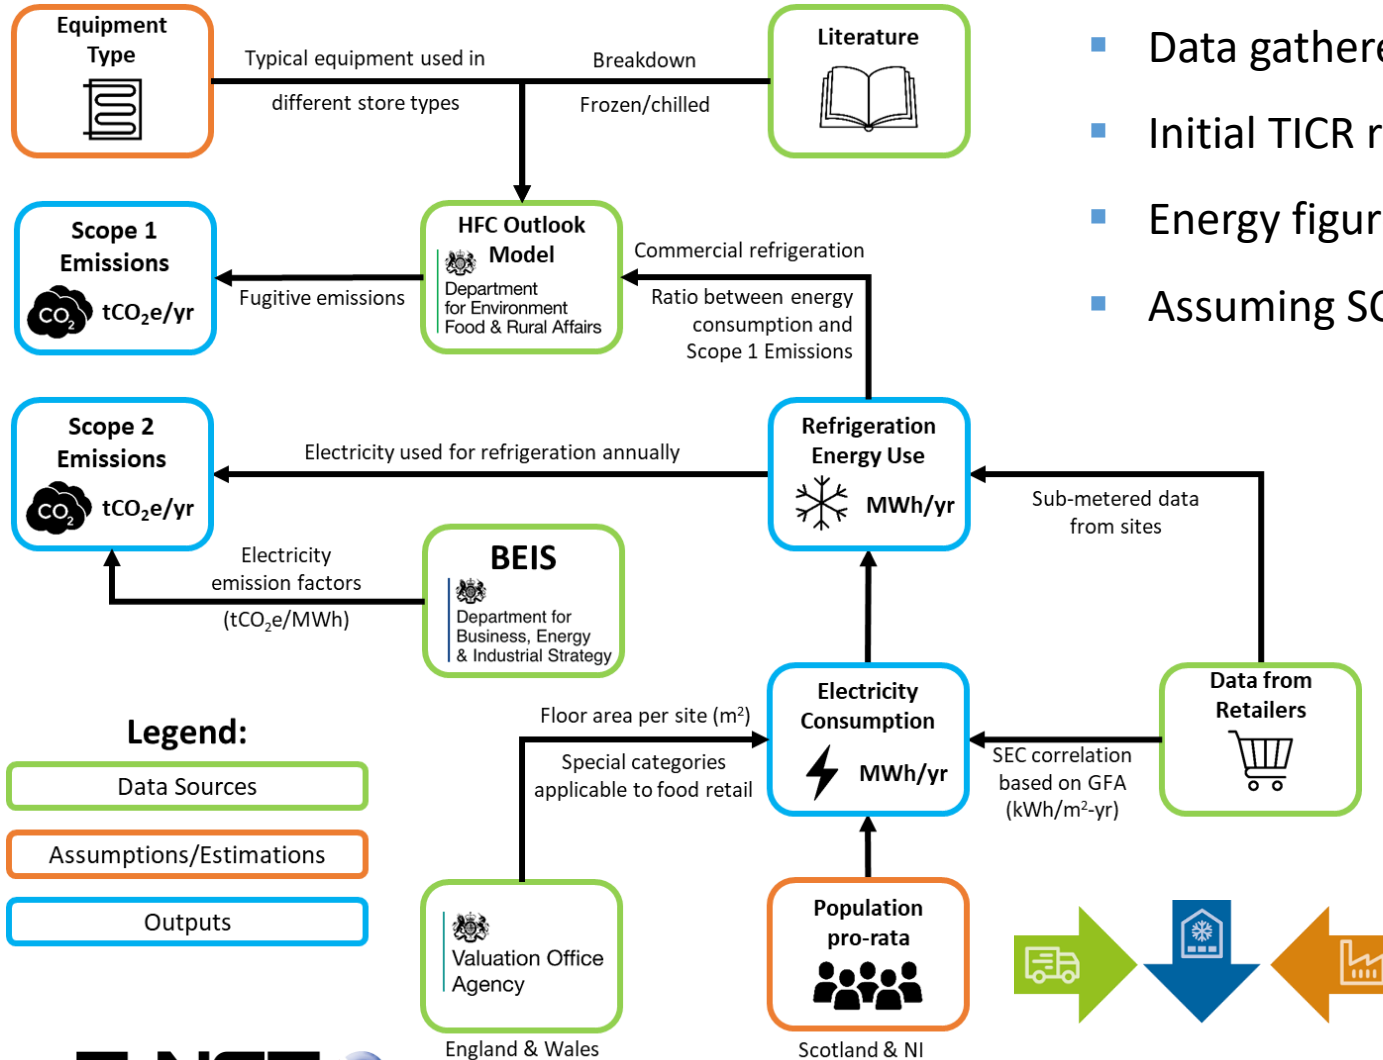 Equipment
Type
Typical equipment used in
different store types
Breakdown
Frozen/chilled
Literature
Data gathere
Initial TICR r
Energy figur
Assuming SC
Scope 1
Emissions
CO2
tCO2e/yr
Fugitive emissions
HFC Outlook
Model
Department
for Environment
Food & Rural Affairs
Commercial refrigeration
Ratio between energy
consumption and
Scope 1 Emissions
Scope 2
Emissions
CO2
tCO2e/yr
Electricity used for refrigeration annually
Refrigeration
Energy Use
MWh/yr
Sub-metered data
from sites
Electricity
emission factors
(tCO2e/MWh)
BEIS
Department for
Business, Energy
& Industrial Strategy
Floor area per site (m²)
Special categories
applicable to food retail
Electricity
Consumption
MWh/yr
SEC correlation
based on GFA
(kWh/m²-yr)
Data from
Retailers
Legend:
Data Sources
Assumptions/Estimations
Outputs
Valuation Office
Agency
England & Wales
Population
pro-rata
Scotland & NI